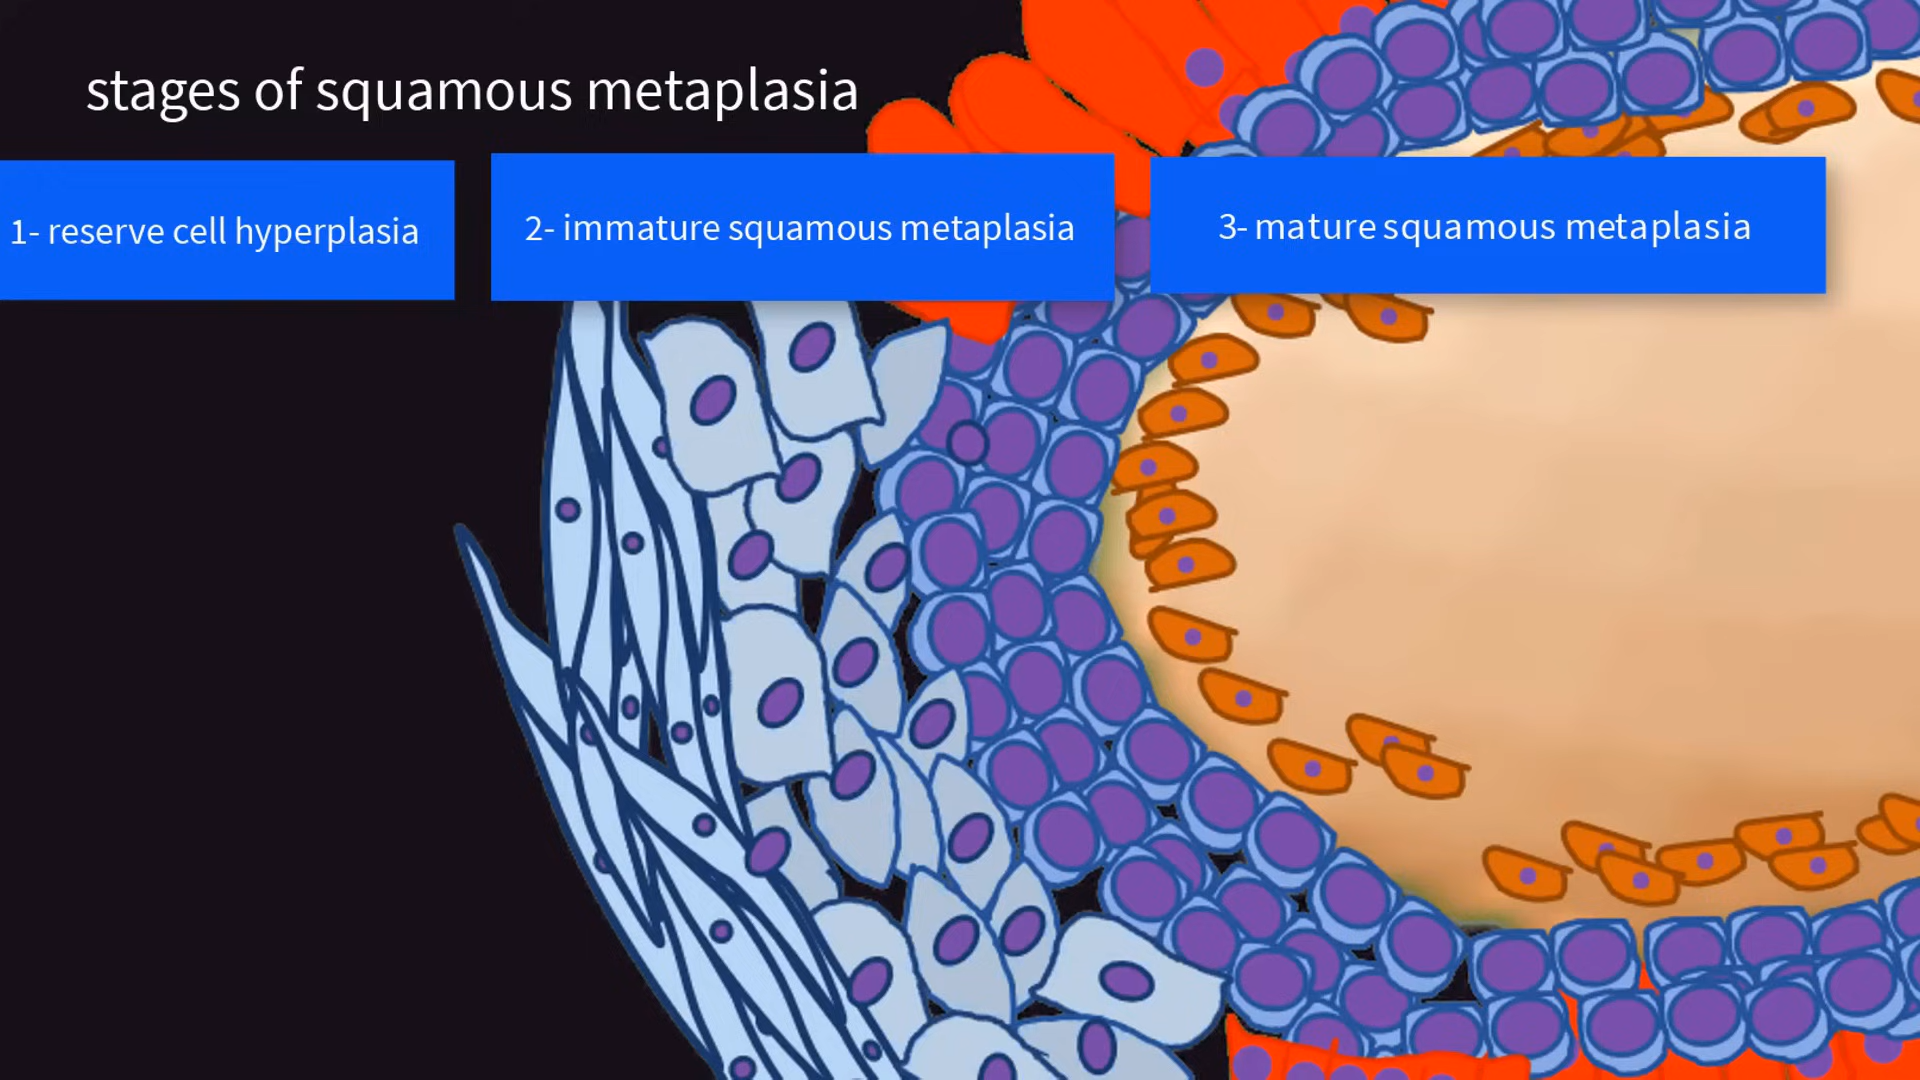 stages of squamous metaplasia
1- reserve cell hyperplasia
2- immature squamous metaplasia
3- mature squamous metaplasia